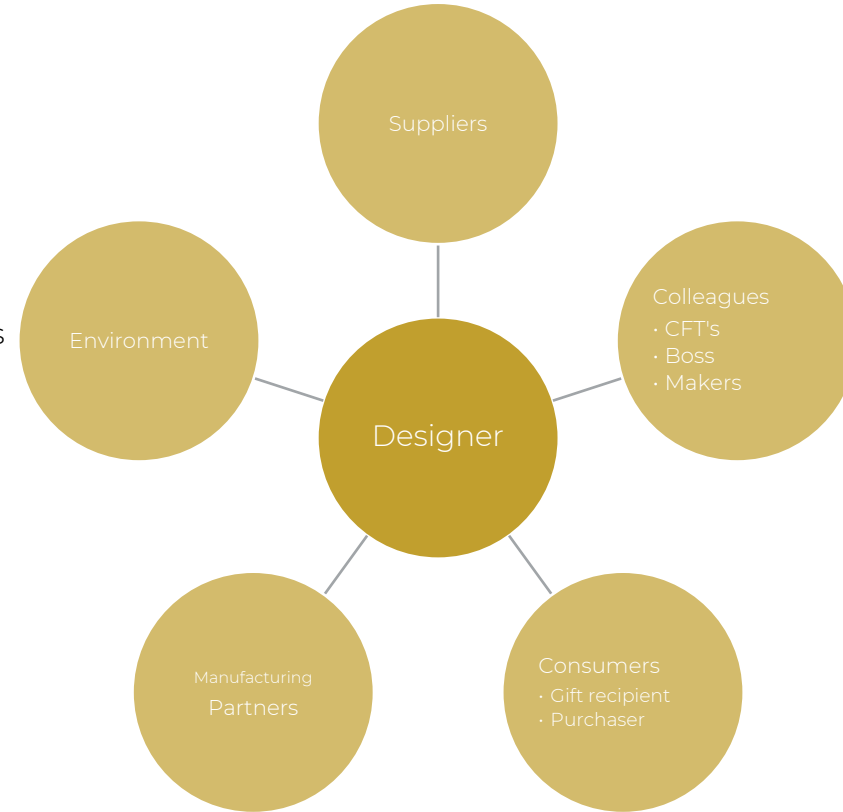 Suppliers
Colleagues
· CFT's
· Boss
· Makers
s
Environment
Designer
Manufacturing
Partners
Consumers
· Gift recipient
· Purchaser